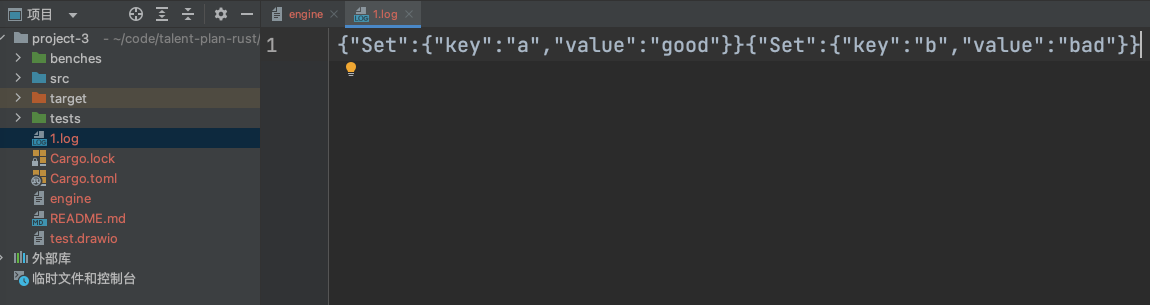 项目
project-3 - ~/code/talent-plan-rust/
benches
src
target
tests
1.log
Cargo.lock
Cargo.toml
engine
README.md
test.drawio
外部库
临时文件和控制台
engine
1.log
1
{"Set":{"key":"a","value":"good"}}{"Set":{"key":"b","value":"bad"}}